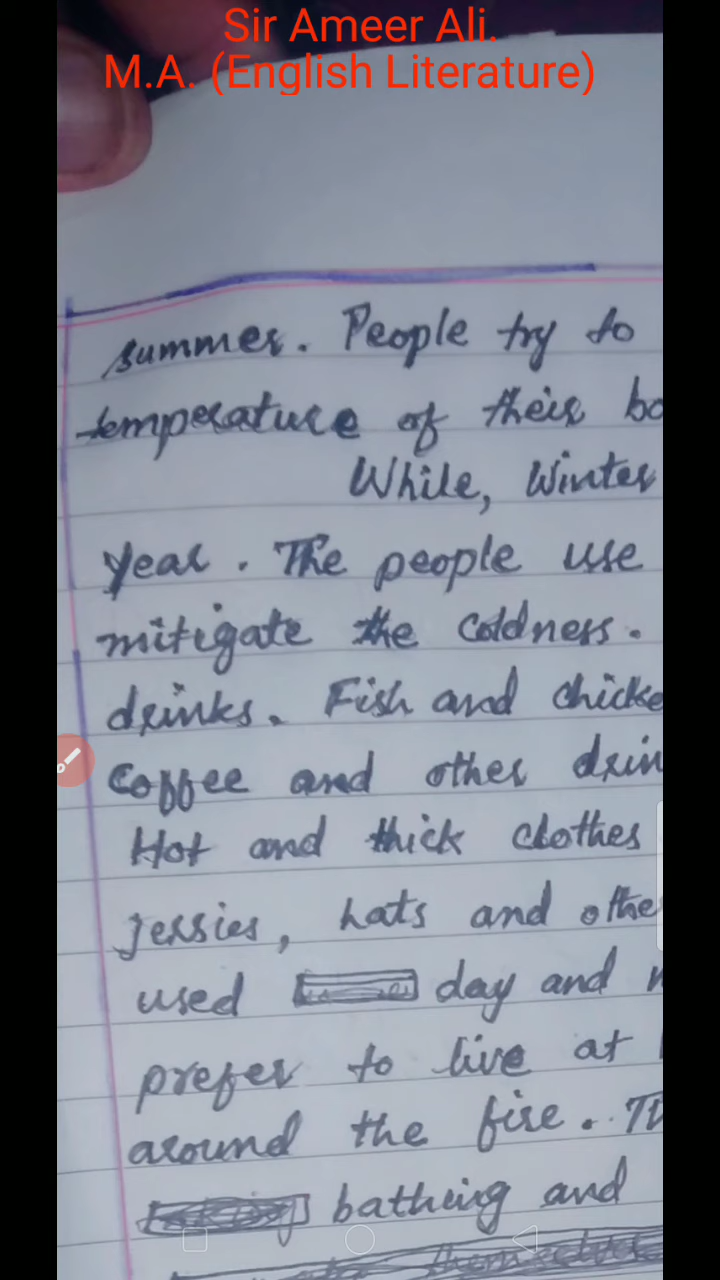 Sir Ameer Ali.
M.A. (English Literature)
summer. People try to
temperature of their bo
While, Winter
year. The people use
mitigate the coldness.
drinks. Fish and chicke
Coffee and other drin
Hot and thick clothes
jersies, hats and othe
used day and n
prefer to live at
around the fire. Th
bathing and
themselves